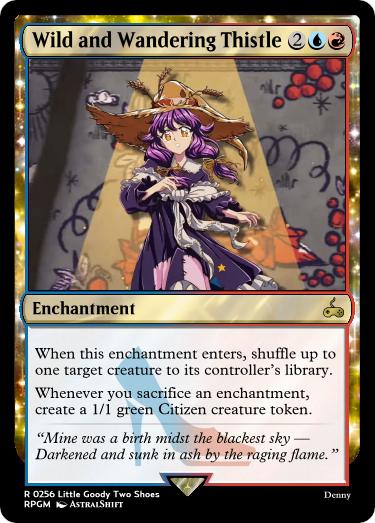 Wild and Wandering Thistle 2
Enchantment
When this enchantment enters, shuffle up to
one target creature to its controller's library.
Whenever you sacrifice an enchantment,
create a 1/1 green Citizen creature token.
“Mine was a birth midst the blackest sky —
Darkened and sunk in ash by the raging flame.”
R 0256 Little Goody Two Shoes
RPGM AstralShift
Denny